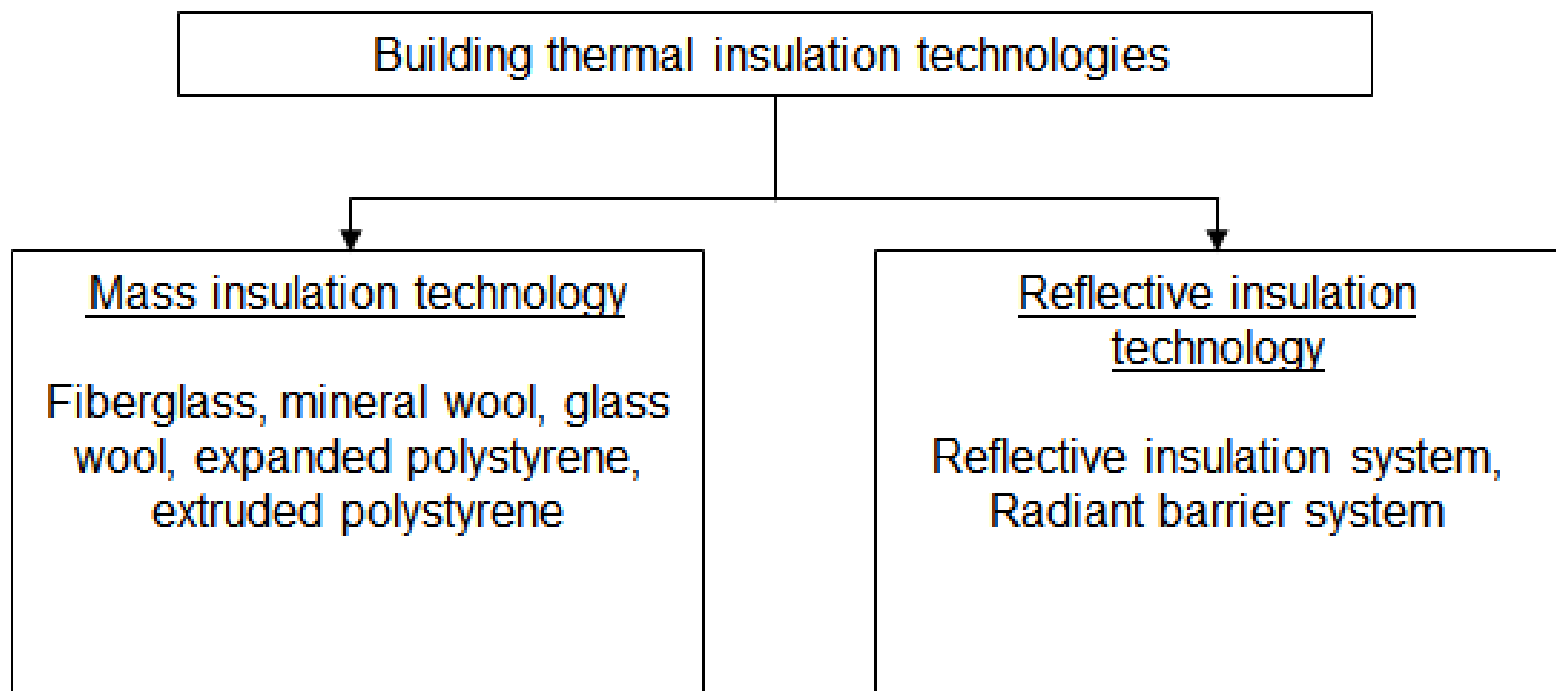 Building thermal insulation technologies
Mass insulation technology
Fiberglass, mineral wool, glass
wool, expanded polystyrene,
extruded polystyrene
Reflective insulation
technology
Reflective insulation system,
Radiant barrier system